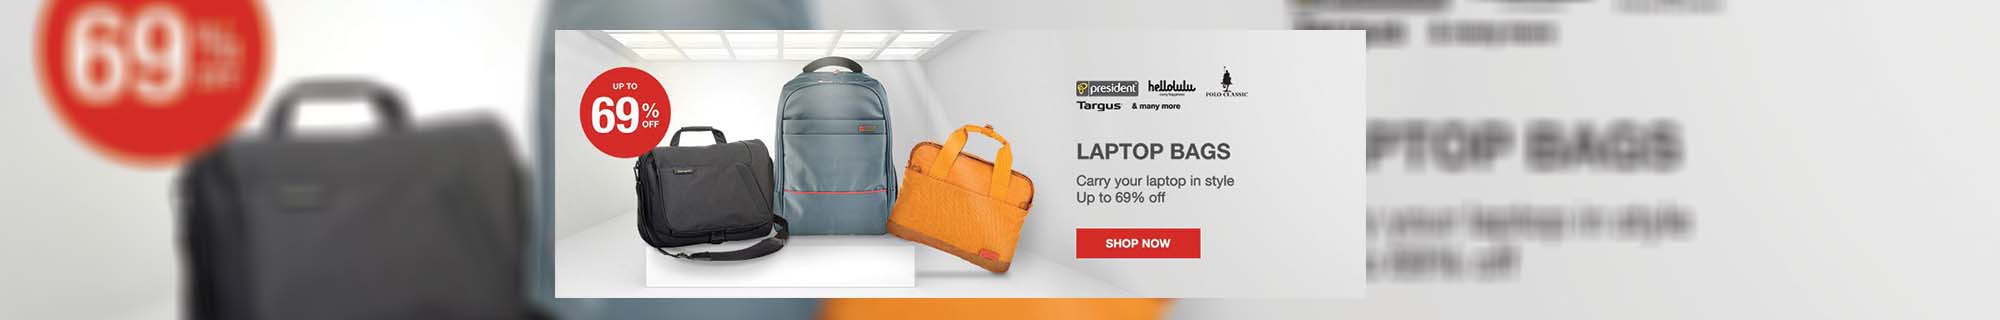 UP TO
69%
OFF
president
hellolulu
POLO CLASSIC
Targus & many more
LAPTOP BAGS
Carry your laptop in style
Up to 69% off
SHOP NOW